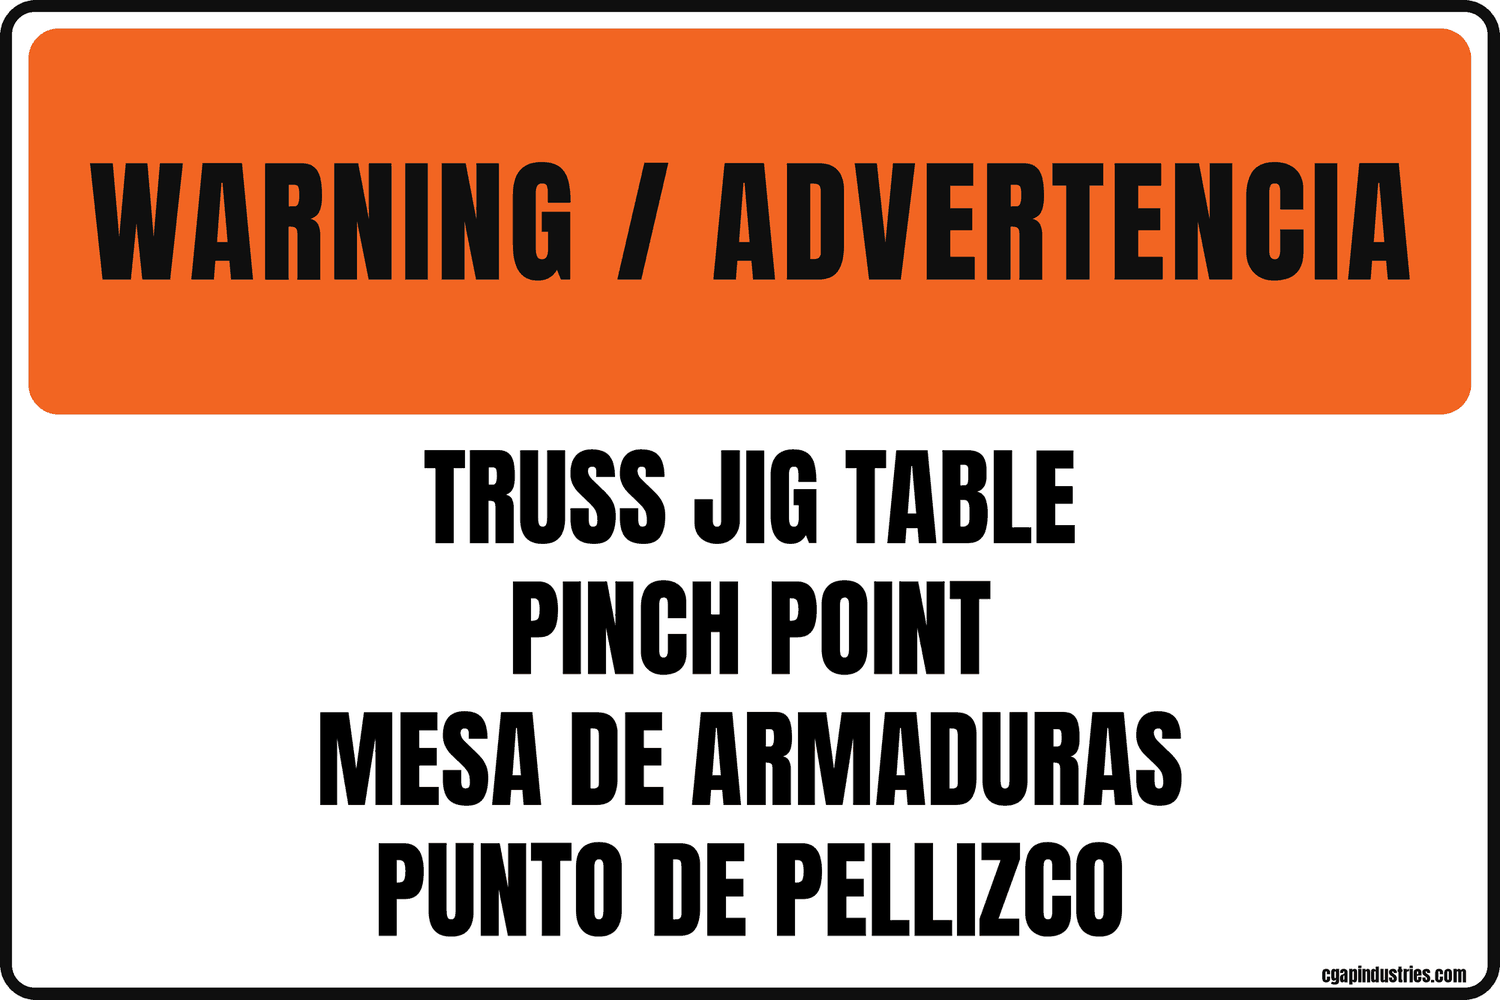 WARNING / ADVERTENCIA
TRUSS JIG TABLE
PINCH POINT
MESA DE ARMADURAS
PUNTO DE PELLIZCO
cgapindustries.com